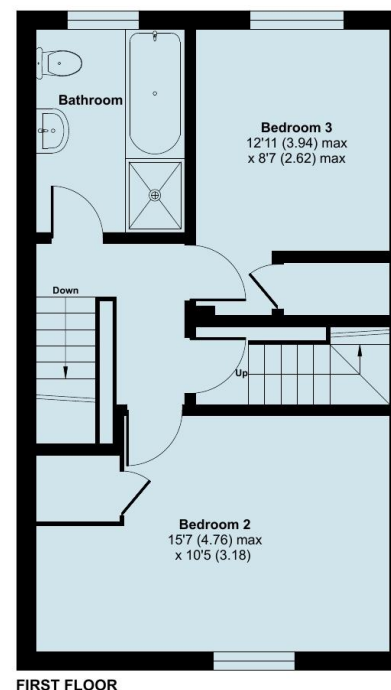 Bathroom
Bedroom 3
12'11 (3.94) max
x 8'7 (2.62) max
Down
Up
Bedroom 2
15'7 (4.76) max
x 10'5 (3.18)
FIRST FLOOR